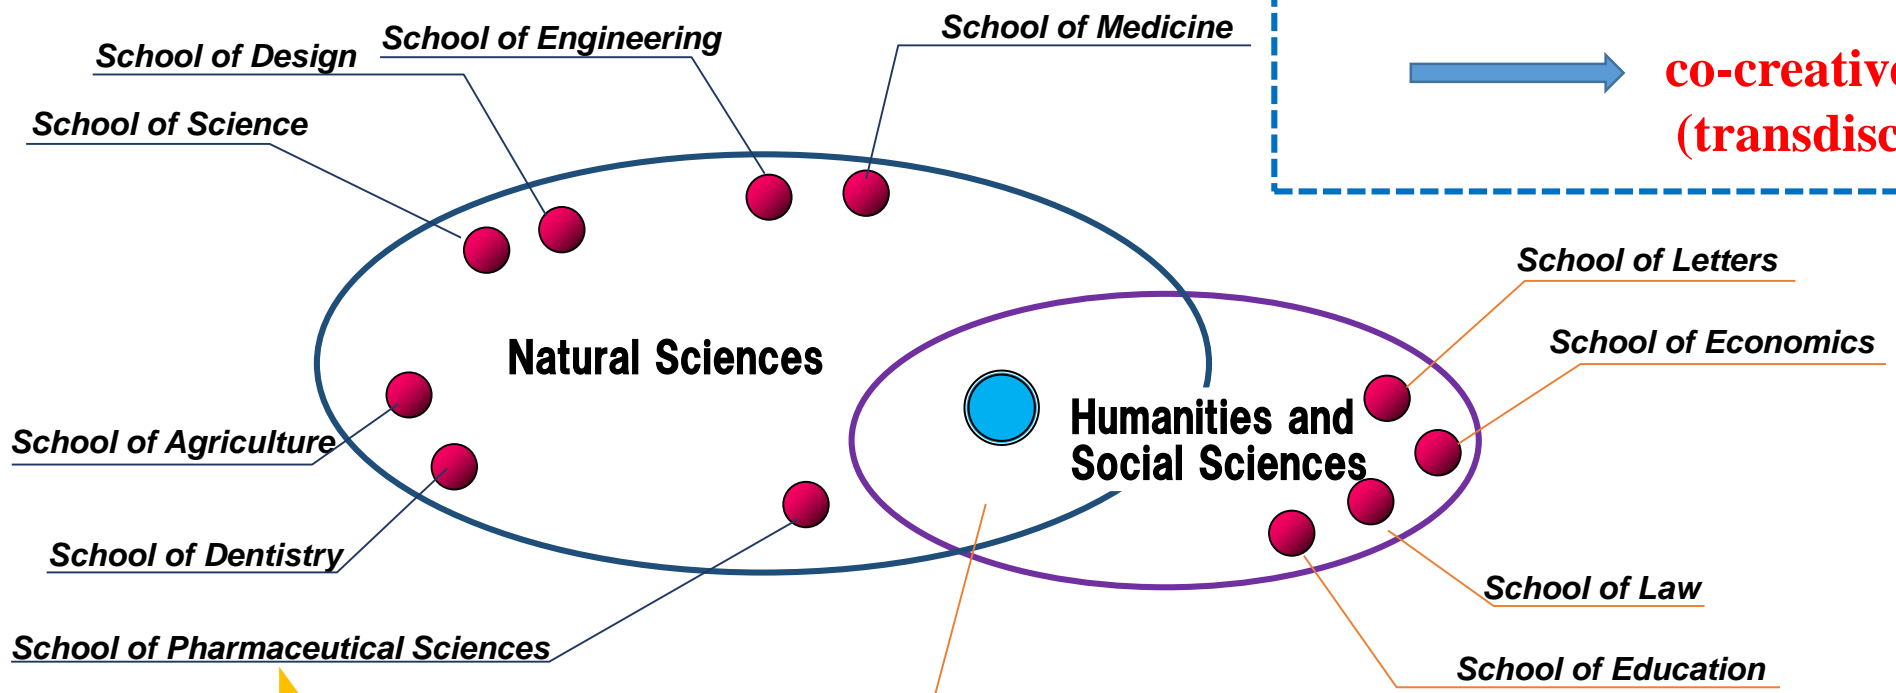 School of Medicine
School of Engineering
School of Design
School of Science
co-creative
(transdisc
School of Letters
School of Economics
Natural Sciences
Humanities and
Social Sciences
School of Agriculture
School of Dentistry
School of Law
School of Pharmaceutical Sciences
School of Education